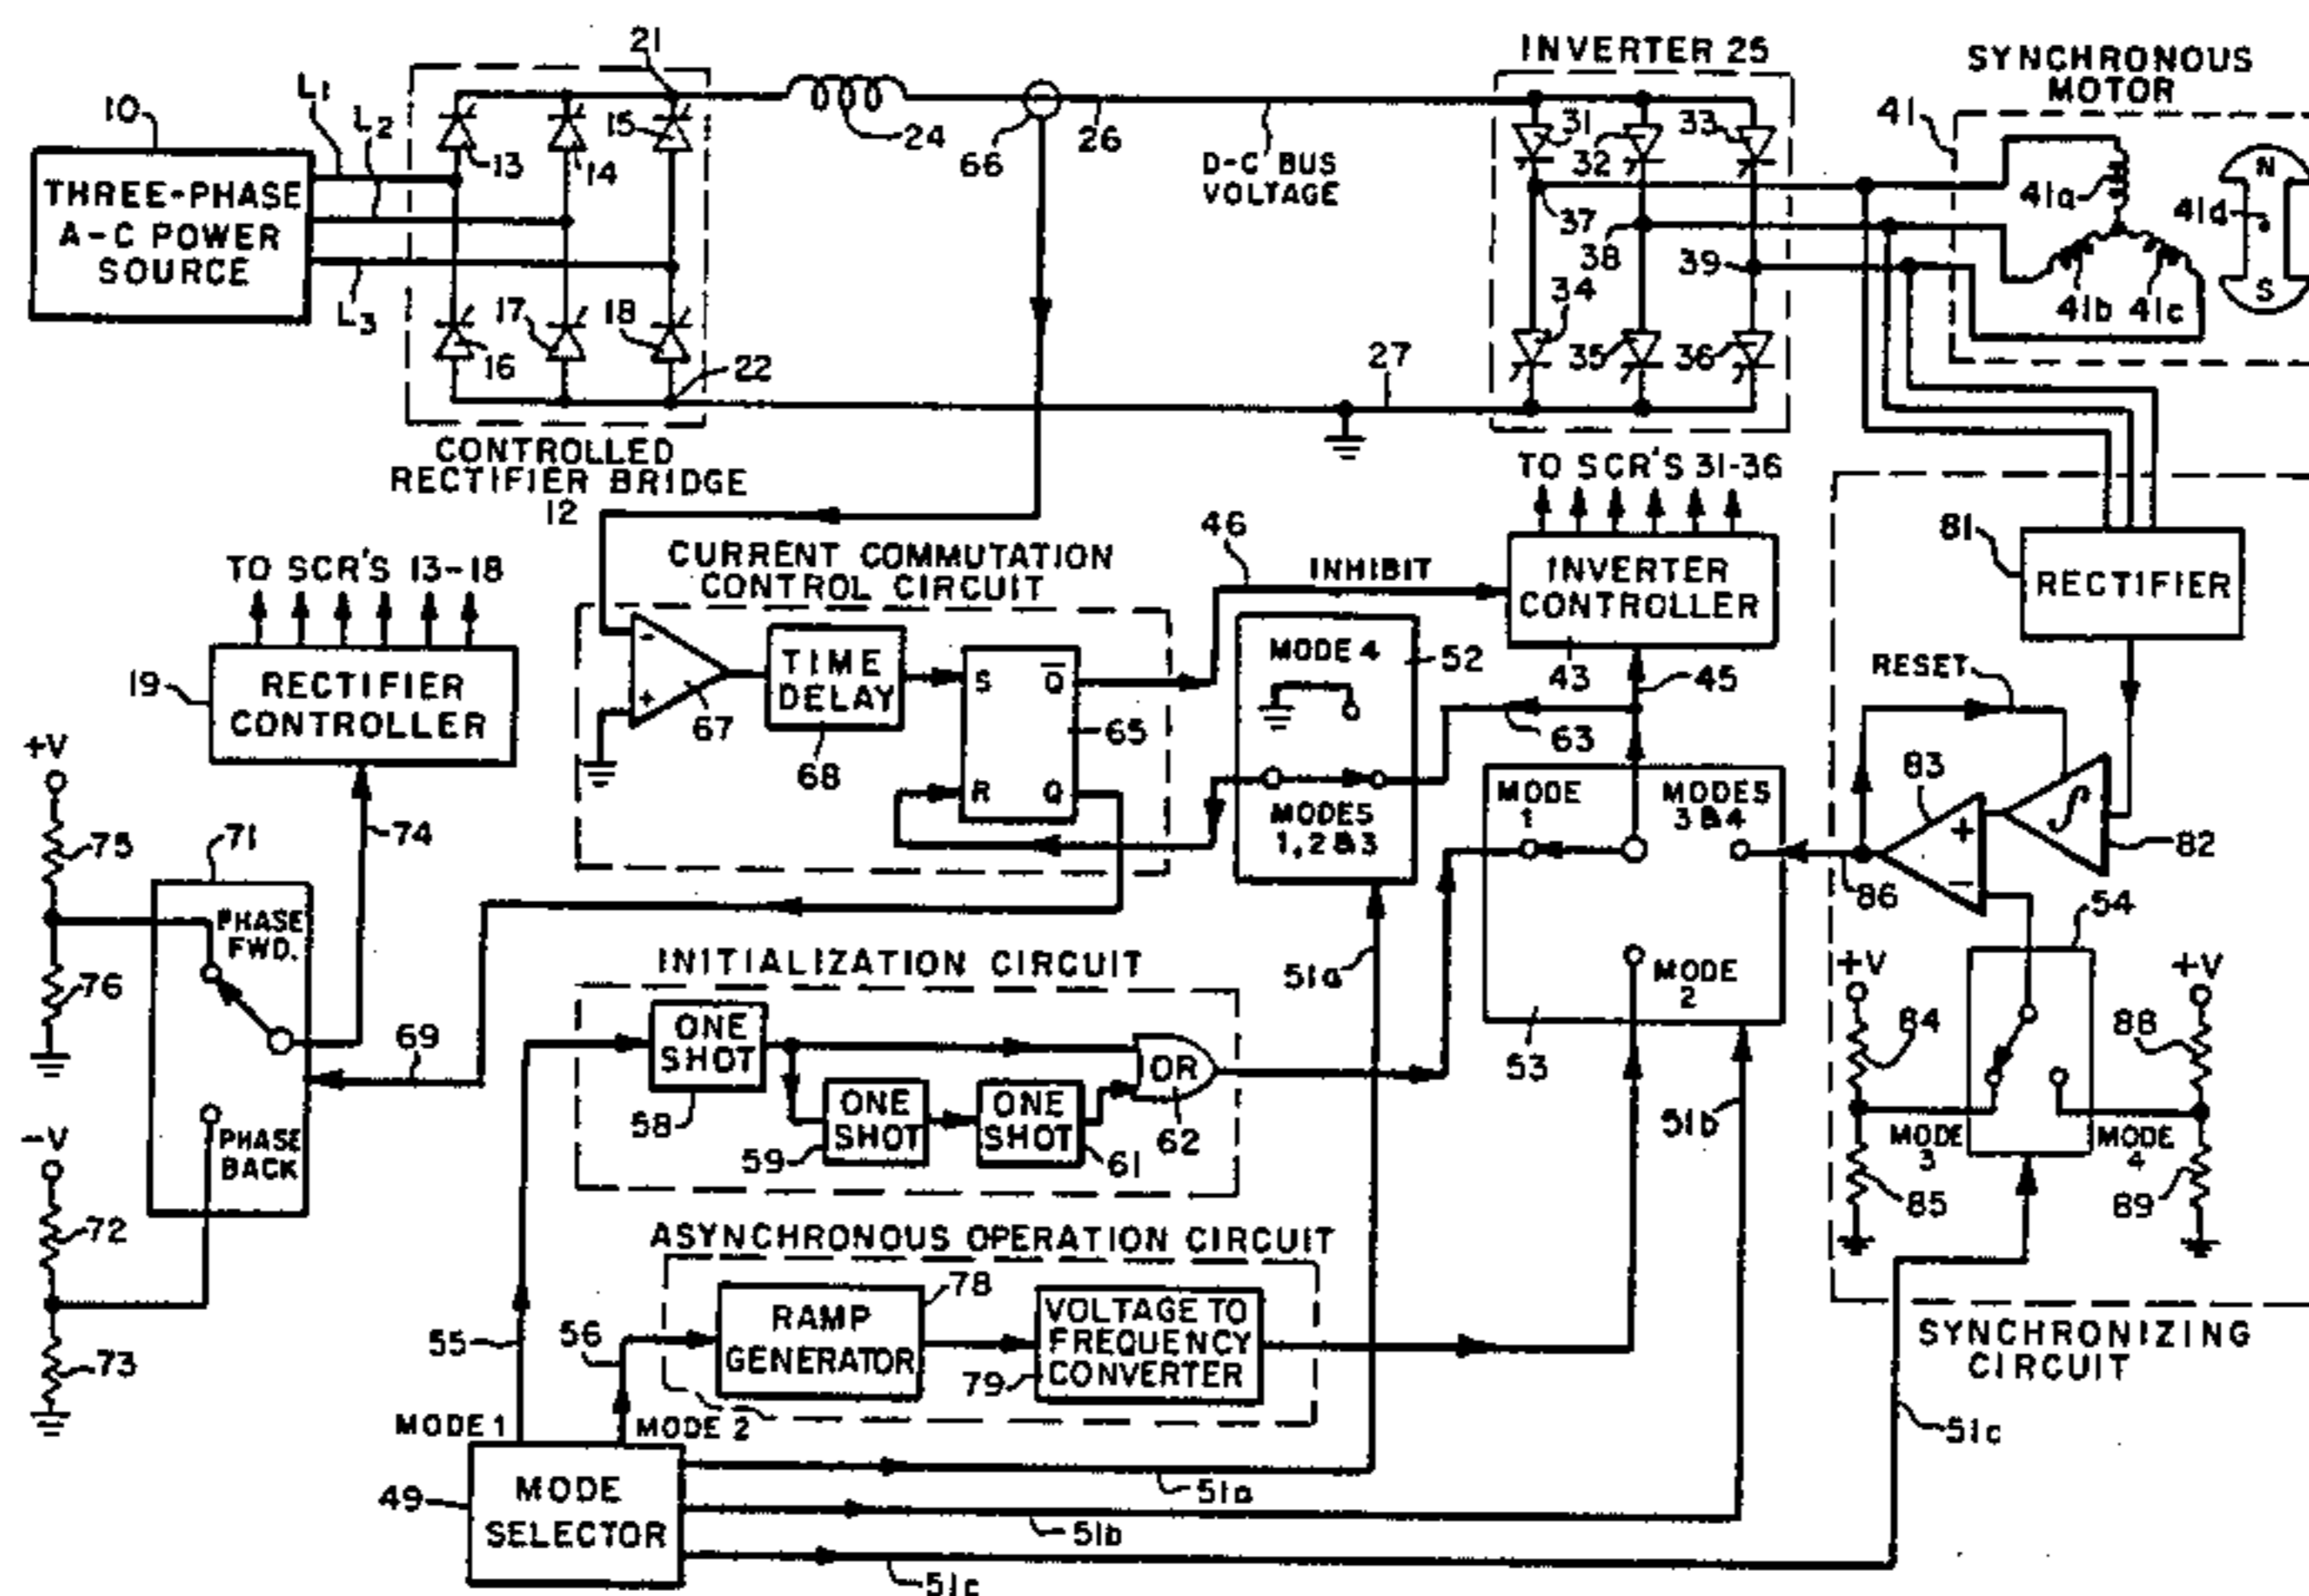 21
INVERTER 25
SYNCHRONOUS
MOTOR
10
L1
L2
15
24
66
26
31
32
33
41
13
14
D-C BUS
VOLTAGE
THREE-PHASE
A-C POWER
SOURCE
N
41a
41d
37
38
39
L3
17
18
34
41b
41c
S
16
22
27
35
36
CONTROLLED
RECTIFIER BRIDGE
12
TO SCR'S 31-36
46
81
CURRENT COMMUTATION
CONTROL CIRCUIT
INHIBIT
INVERTER
CONTROLLER
RECTIFIER
TO SCR'S 13-18
-
+
67
TIME
DELAY
68
S
Q̅
R
Q
65
MODE 4
52
43
45
RESET
19
RECTIFIER
CONTROLLER
63
+V
75
71
74
MODES
1, 2 & 3
MODE
1
MODES
3 & 4
83
+
-
∫
82
86
54
PHASE
FWD.
76
INITIALIZATION CIRCUIT
51a
MODE
2
+V
+V
69
ONE
SHOT
OR
53
84
88
58
ONE
SHOT
ONE
SHOT
59
61
62
51b
MODE
3
MODE
4
-V
PHASE
BACK
85
89
72
ASYNCHRONOUS OPERATION CIRCUIT
78
55
56
RAMP
GENERATOR
VOLTAGE TO
FREQUENCY
CONVERTER
79
SYNCHRONIZING
CIRCUIT
73
MODE 1
MODE 2
51c
49
MODE
SELECTOR
51a
51b
51c